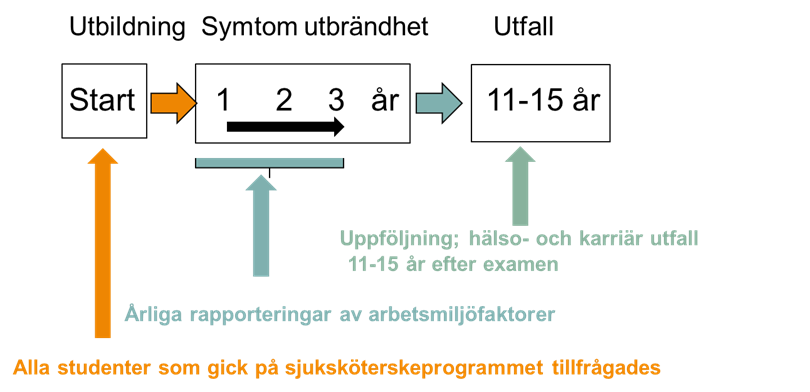 Utbildning Symtom utbrändhet Utfall
Start 1 2 3 år 11-15 år
Uppföljning; hälso- och karriär utfall
11-15 år efter examen
Årliga rapporteringar av arbetsmiljöfaktorer
Alla studenter som gick på sjuksköterskeprogrammet tillfrågades